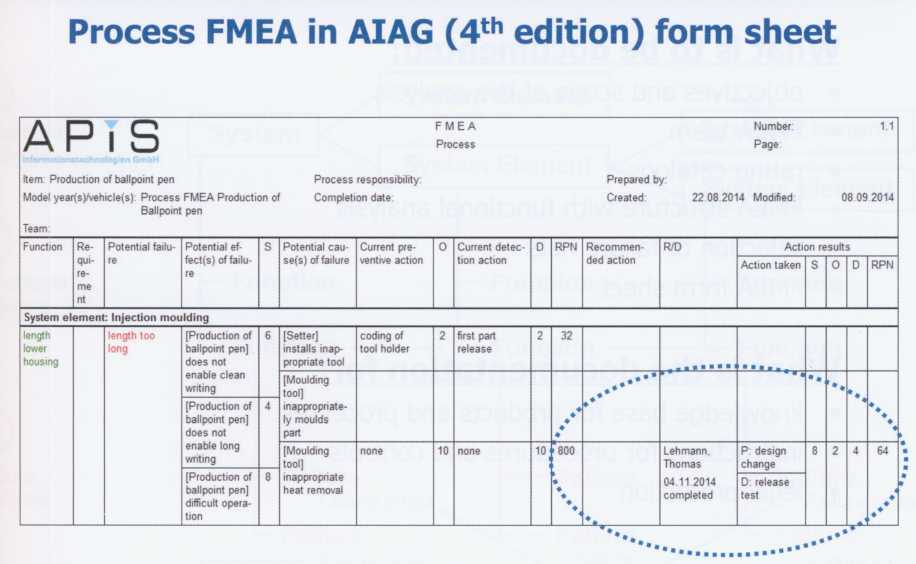 Process FMEA in AIAG (4th edition) form sheet
APiS
informationstechnologien GmbH
FMEA
Process
Number: 1.1
Page:
Item: Production of ballpoint pen
Process responsibility:
Prepared by:
Model year(s)/vehicle(s): Process FMEA Production of
Ballpoint pen
Completion date:
Created: 22.08.2014 Modified: 08.09.2014
Team:
Function
Re-
qui-
re-
me
nt
Potential failu-
re
Potential ef-
fect(s) of failu-
re
S
Potential cau-
se(s) of failure
Current pre-
ventive action
O
Current detec-
tion action
D
RPN
Recommen-
ded action
R/D
Action results
Action taken
S
O
D
RPN
System element: Injection moulding
length
lower
housing
length too
long
[Production of
ballpoint pen]
does not
enable clean
writing
6
[Production of
ballpoint pen]
does not
enable long
writing
4
[Production of
ballpoint pen]
difficult opera-
tion
8
[Setter]
installs inap-
propriate tool
coding of
tool holder
2
first part
release
2
32
[Moulding
tool]
inappropriate-
ly moulds
part
[Moulding
tool]
inappropriate
heat removal
none
10
none
10
800
Lehmann,
Thomas
04.11.2014
completed
P: design
change
D: release
test
8
2
4
64